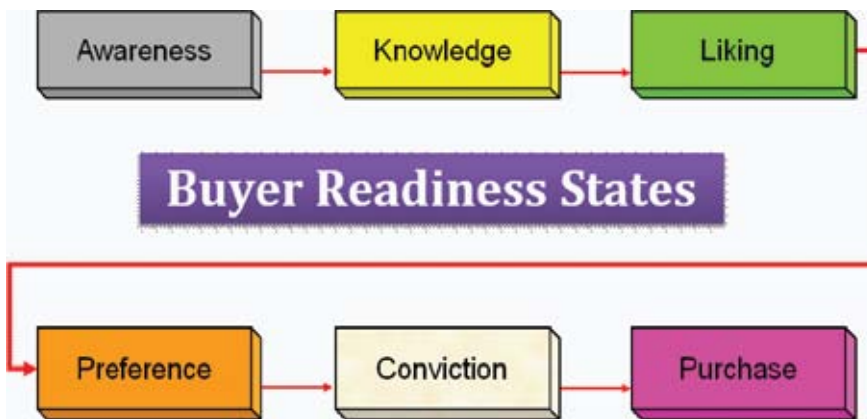 Awareness
Knowledge
Liking
Buyer Readiness States
Preference
Conviction
Purchase